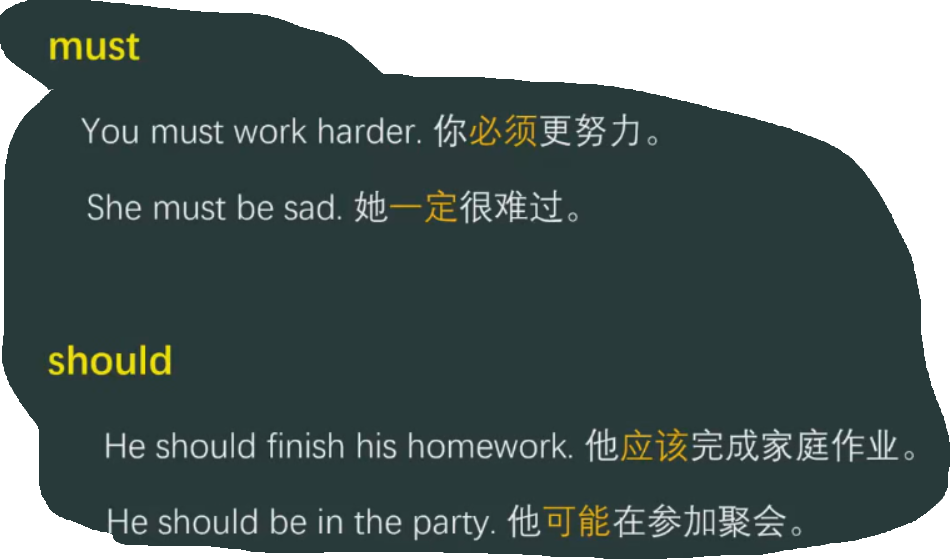 must
You must work harder. 你必须更努力。
She must be sad. 她一定很难过。
should
He should finish his homework. 他应该完成家庭作业。
He should be in the party. 他可能在参加聚会。